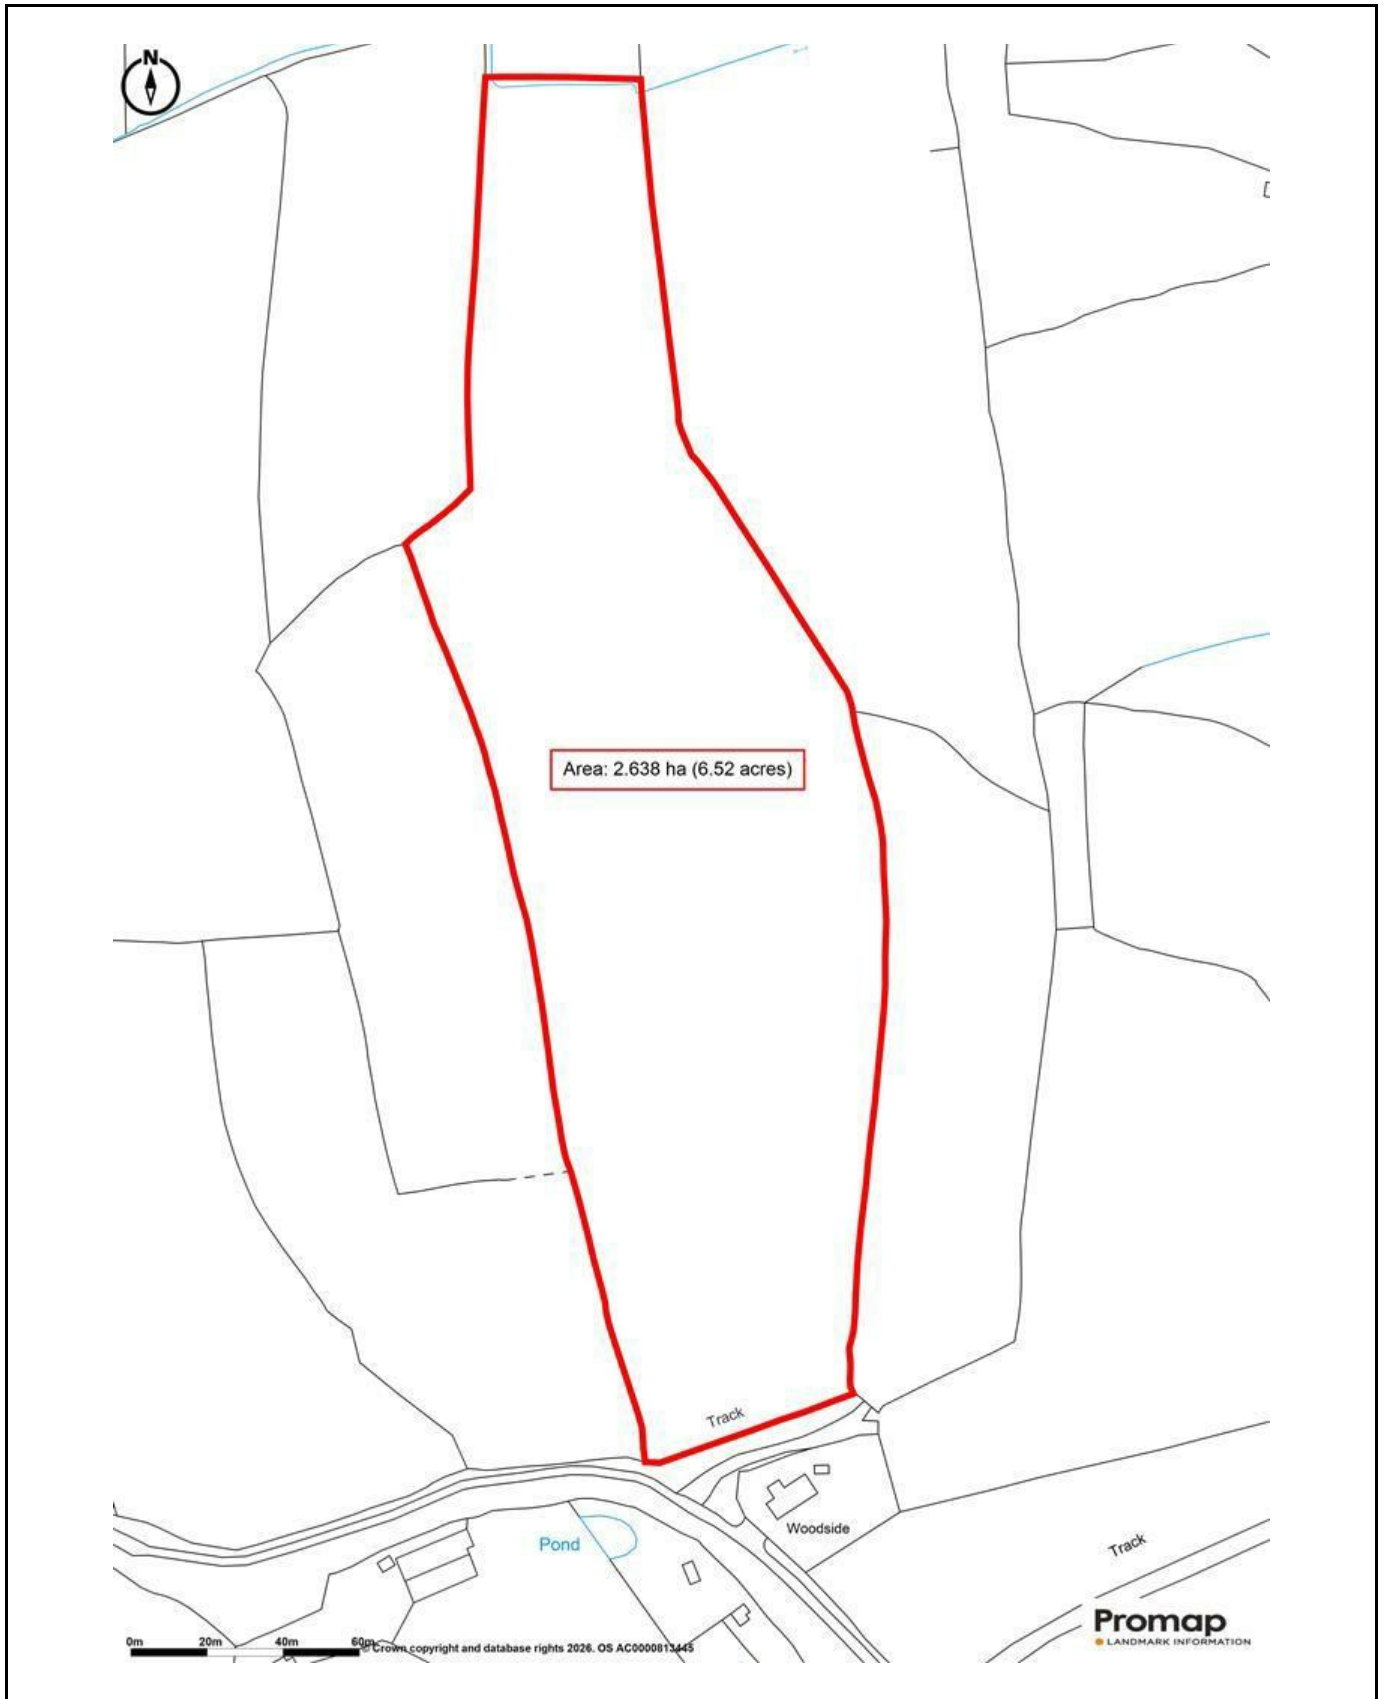 N
Area: 2.638 ha (6.52 acres)
Track
Woodside
Pond
Track
Promap
LANDMARK INFORMATION
0m 20m 40m 60m
© Crown copyright and database rights 2026. OS AC0000813445